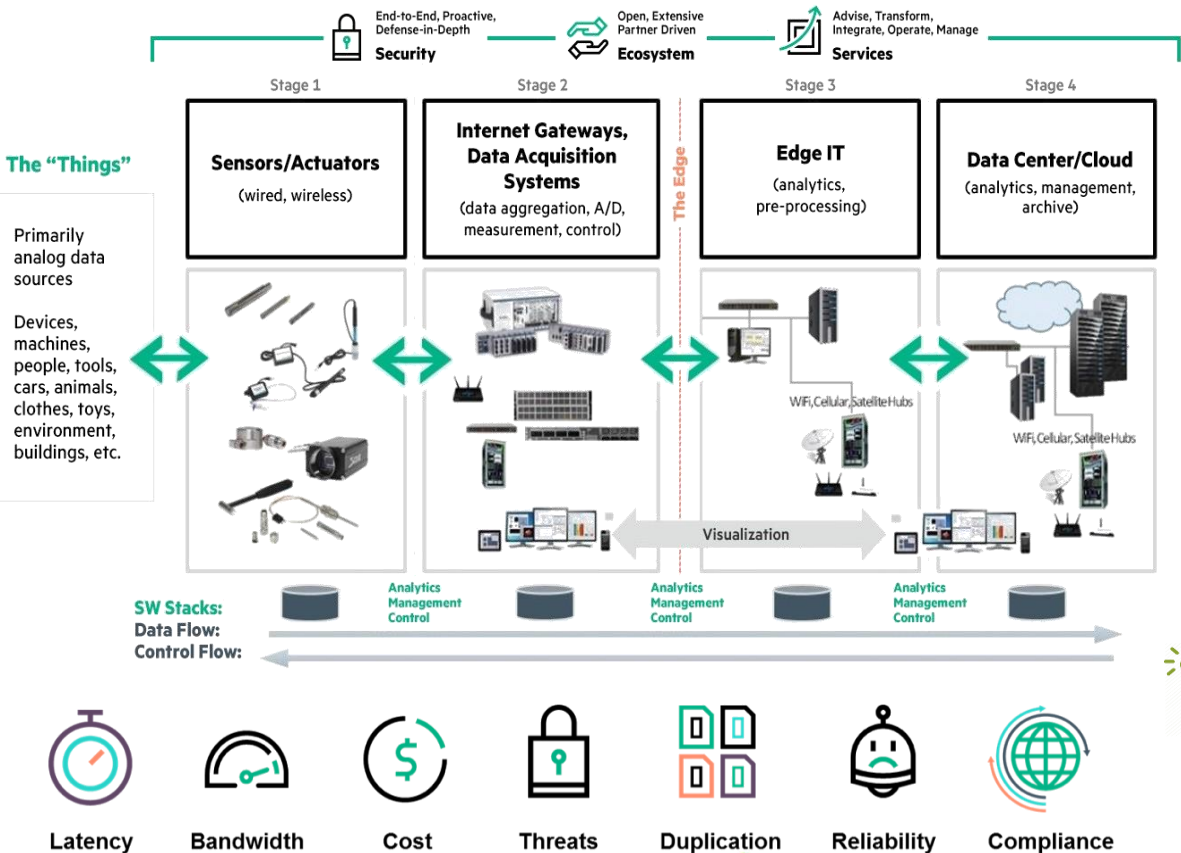 End-to-End, Proactive,
Defense-in-Depth
Security
Open, Extensive
Partner Driven
Ecosystem
Advise, Transform,
Integrate, Operate, Manage
Services
Stage 1
Stage 2
Stage 3
Stage 4
The “Things”
Primarily
analog data
sources
Devices,
machines,
people, tools,
cars, animals,
clothes, toys,
environment,
buildings, etc.
Sensors/Actuators
(wired, wireless)
Internet Gateways,
Data Acquisition
Systems
(data aggregation, A/D,
measurement, control)
The Edge
Edge IT
(analytics,
pre-processing)
Data Center/Cloud
(analytics, management,
archive)
WiFi, Cellular, Satellite Hubs
WiFi, Cellular, Satellite Hubs
Visualization
SW Stacks:
Analytics
Management
Control
Analytics
Management
Control
Analytics
Management
Control
Data Flow:
Control Flow:
$
Latency
Bandwidth
Cost
Threats
Duplication
Reliability
Compliance